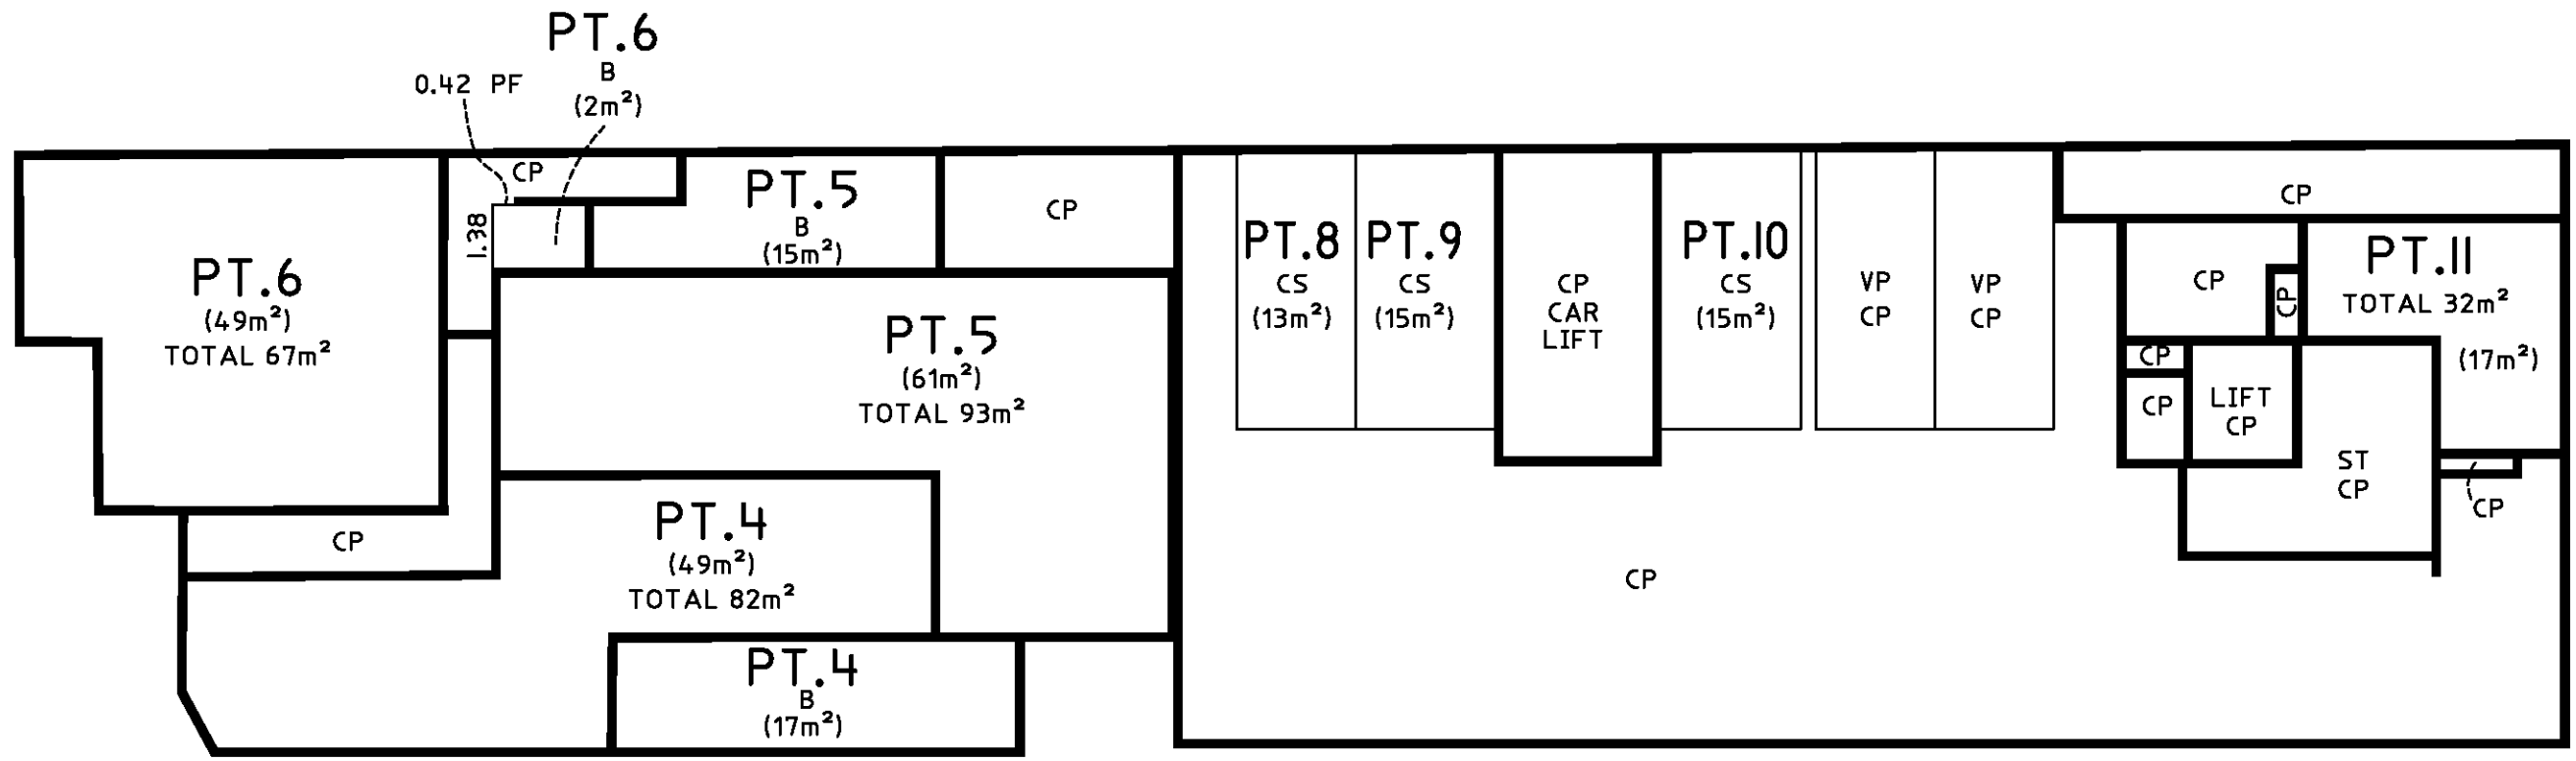 PT.6
B
(2m²)
0.42 PF
CP
1.38
PT.5
B
(15m²)
CP
PT.6
(49m²)
TOTAL 67m²
PT.5
(61m²)
TOTAL 93m²
PT.4
(49m²)
TOTAL 82m²
CP
PT.4
B
(17m²)
PT.8
CS
(13m²)
PT.9
CS
(15m²)
CP
CAR
LIFT
PT.10
CS
(15m²)
VP
CP
VP
CP
CP
CP
CP
PT.11
TOTAL 32m²
(17m²)
CP
CP
LIFT
CP
ST
CP
CP
CP